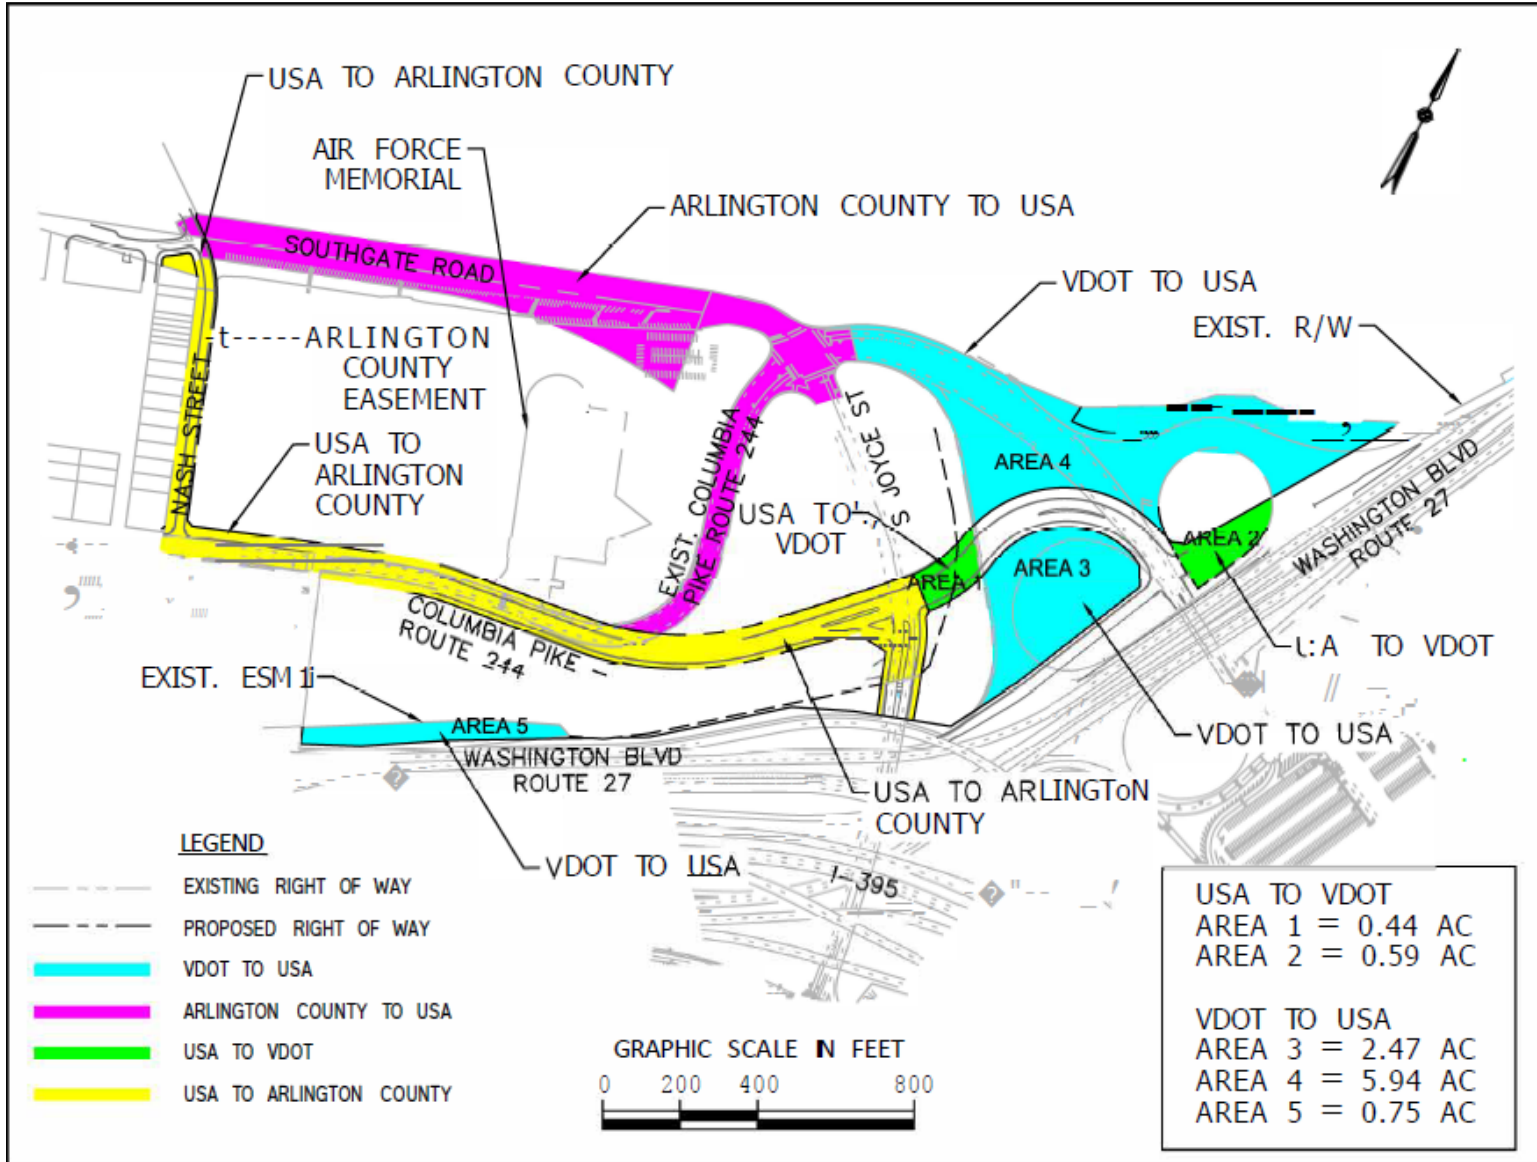 USA TO ARLINGTON COUNTY
AIR FORCE
MEMORIAL
ARLINGTON COUNTY TO USA
SOUTHGATE ROAD
VDOT TO USA
EXIST. R/W
ARLINGTON
COUNTY
EASEMENT
NASH STREET
USA TO
ARLINGTON
COUNTY
EXIST. COLUMBIA
PIKE ROUTE 244
S. JOYCE ST
AREA 4
USA TO
VDOT
AREA 1
AREA 3
AREA 2
WASHINGTON BLVD
ROUTE 27
COLUMBIA PIKE
ROUTE 244
TO VDOT
EXIST. ESM
AREA 5
WASHINGTON BLVD
ROUTE 27
VDOT TO USA
USA TO ARLINGToN
COUNTY
VDOT TO USA
I-395
LEGEND
EXISTING RIGHT OF WAY
PROPOSED RIGHT OF WAY
VDOT TO USA
ARLINGTON COUNTY TO USA
USA TO VDOT
USA TO ARLINGTON COUNTY
GRAPHIC SCALE IN FEET
0 200 400 800
USA TO VDOT
AREA 1 = 0.44 AC
AREA 2 = 0.59 AC
VDOT TO USA
AREA 3 = 2.47 AC
AREA 4 = 5.94 AC
AREA 5 = 0.75 AC